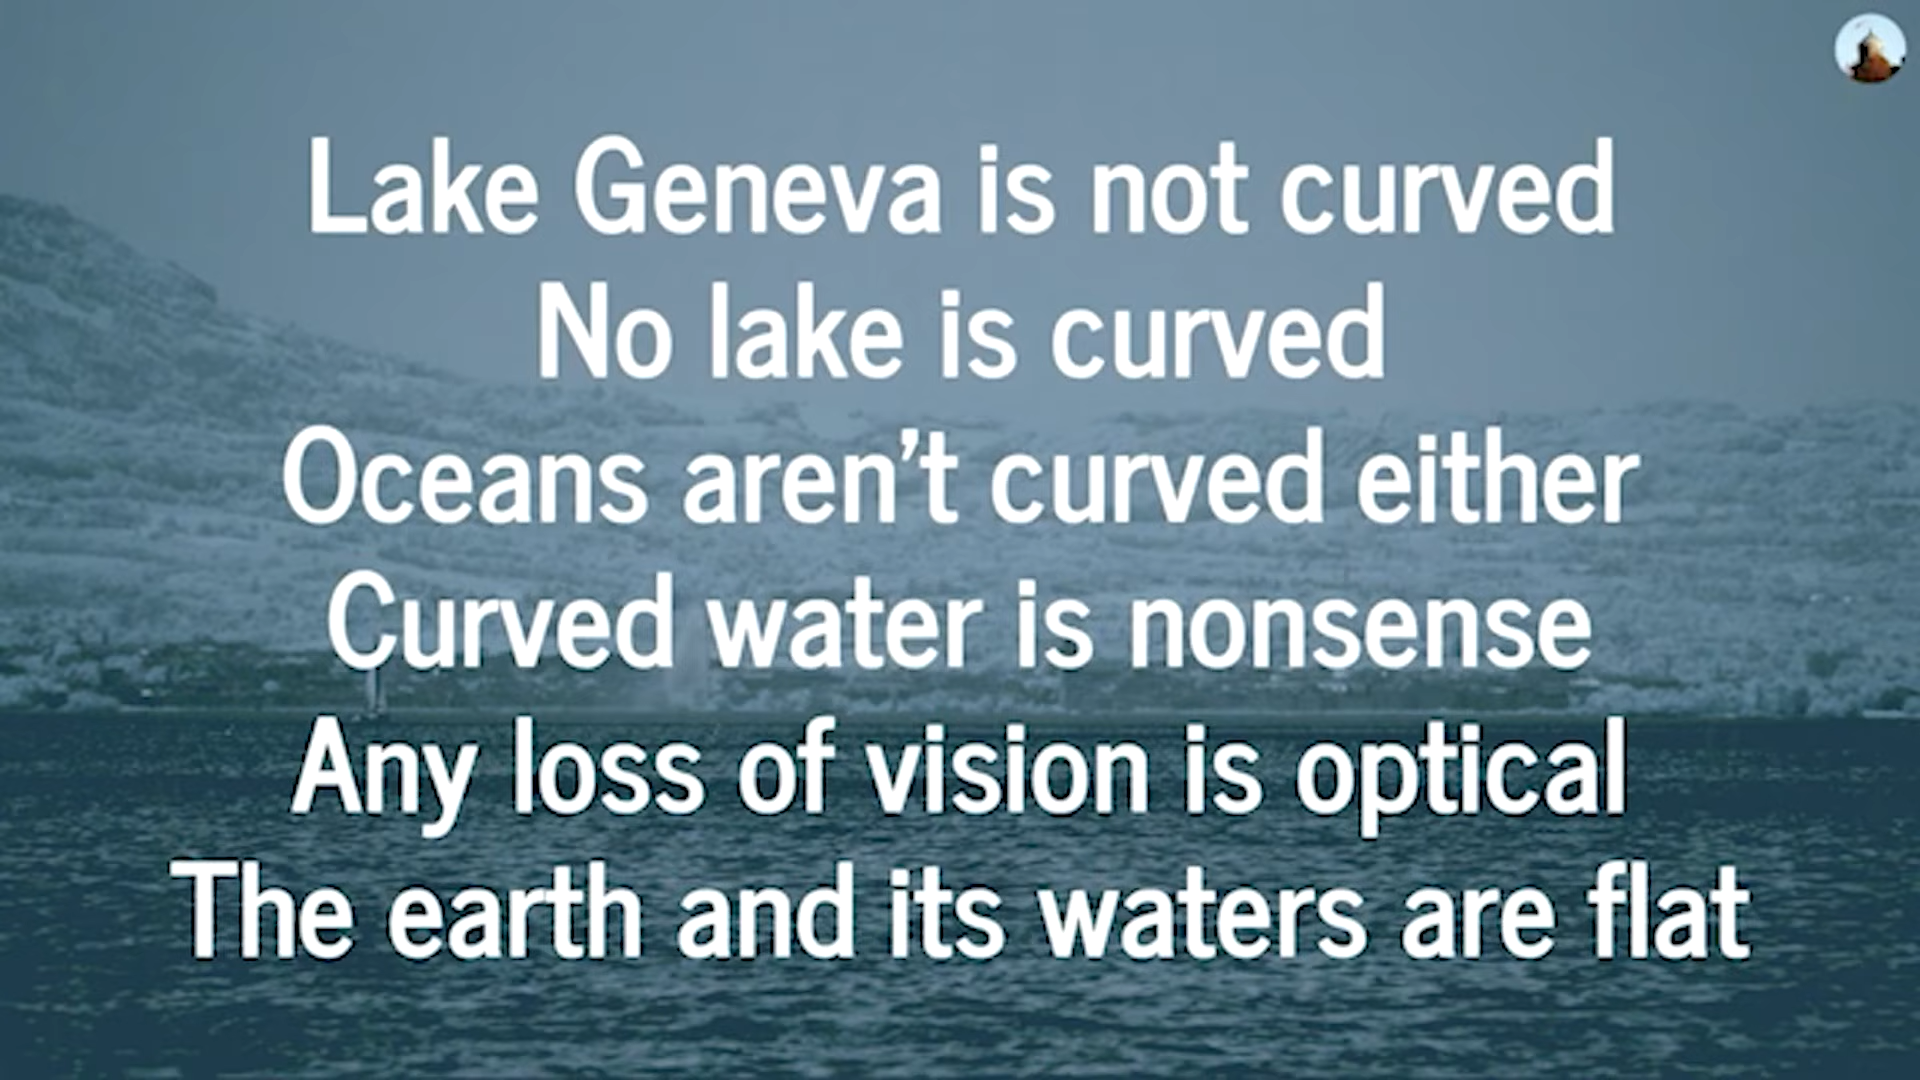 Lake Geneva is not curved
No lake is curved
Oceans aren't curved either
Curved water is nonsense
Any loss of vision is optical
The earth and its waters are flat